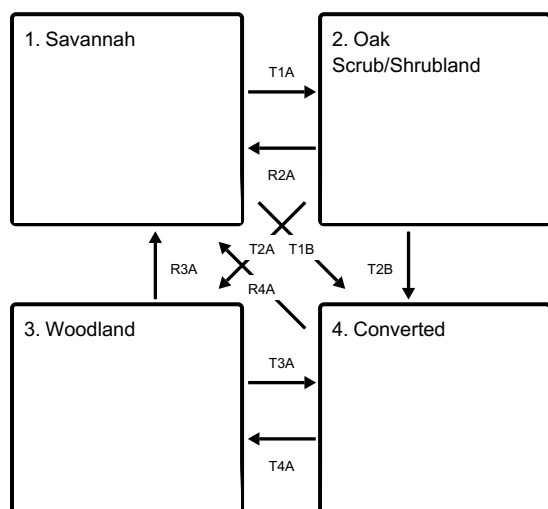 1. Savannah
2. Oak
Scrub/Shrubland
T1A
R2A
T2A
T1B
R3A
R4A
T2B
3. Woodland
4. Converted
T3A
T4A